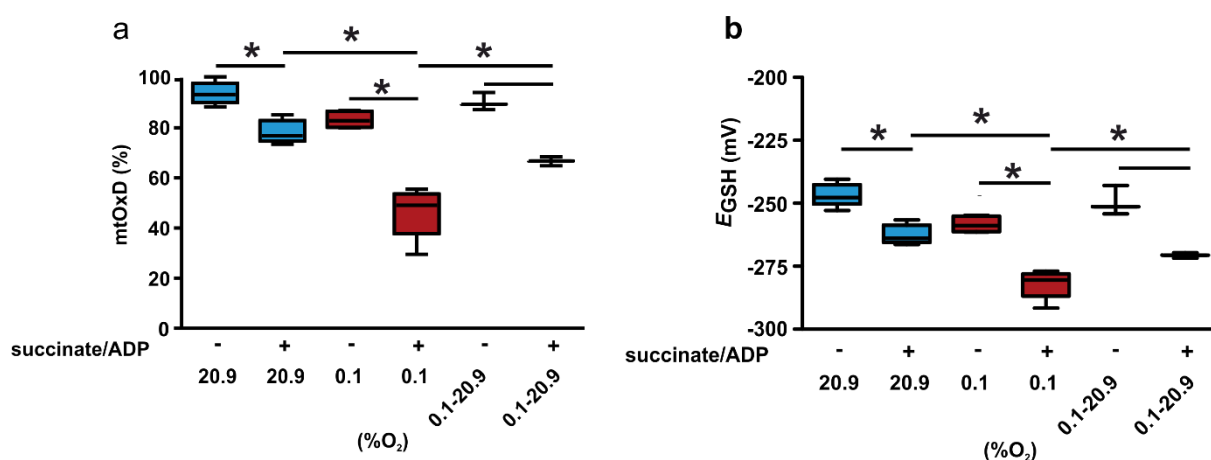 a
*
*
*
*
mtOxD (%)
100
80
60
40
20
0
succinate/ADP
- + - + - +
20.9 20.9 0.1 0.1 0.1-20.9 0.1-20.9
(%O₂)
b
*
*
*
*
EGSH (mV)
-200
-225
-250
-275
-300
succinate/ADP
- + - + - +
20.9 20.9 0.1 0.1 0.1-20.9 0.1-20.9
(%O₂)